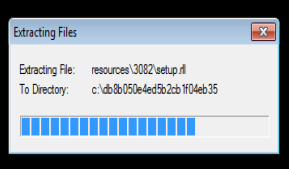 Extracting Files
Extracting File: resources\3082\setup.rll
To Directory: c:\db8b050e4ed5b2cb1f04eb35